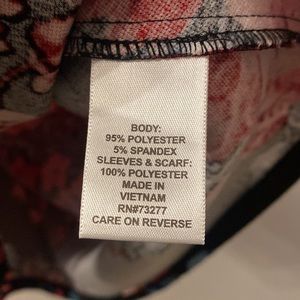 BODY:
95% POLYESTER
5% SPANDEX
SLEEVES & SCARF:
100% POLYESTER
MADE IN
VIETNAM
RN#73277
CARE ON REVERSE